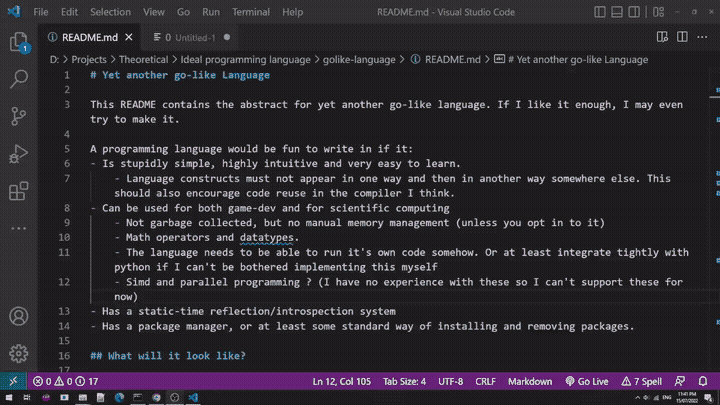 File Edit Selection View Go Run Terminal Help README.md - Visual Studio Code
README.md Untitled-1
D: > Projects > Theoretical > Ideal programming language > golike-language > README.md > # Yet another go-like Language
1 # Yet another go-like Language
2
3 This README contains the abstract for yet another go-like language. If I like it enough, I may even
try to make it.
4
5 A programming language would be fun to write in if it:
6 - Is stupidly simple, highly intuitive and very easy to learn.
7 - Language constructs must not appear in one way and then in another way somewhere else. This
should also encourage code reuse in the compiler I think.
8 - Can be used for both game-dev and for scientific computing
9 - Not garbage collected, but no manual memory management (unless you opt in to it)
10 - Math operators and datatypes.
11 - The language needs to be able to run it's own code somehow. Or at least integrate tightly with
python if I can't be bothered implementing this myself
12 - Simd and parallel programming ? (I have no experience with these so I can't support these for
now)
13 - Has a static-time reflection/introspection system
14 - Has a package manager, or at least some standard way of installing and removing packages.
15
16 ## What will it look like?
17
0 0 17 Ln 12, Col 105 Tab Size: 4 UTF-8 CRLF Markdown Go Live 7 Spell
ENG 11:41 PM
15/07/2022